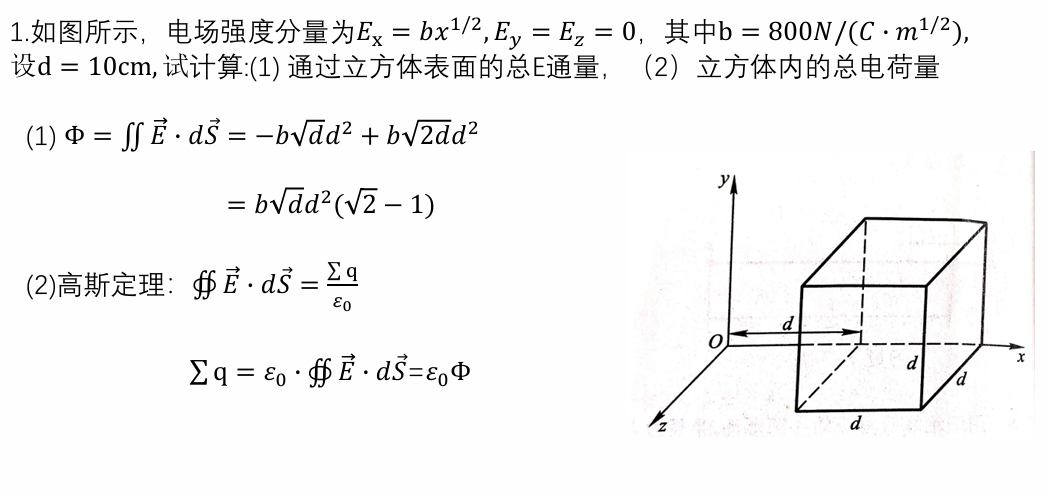 1.如图所示，电场强度分量为Eₓ = bx^{1/2}, E_y = E_z = 0，其中b = 800N/(C · m^{1/2}),
设d = 10cm, 试计算:(1) 通过立方体表面的总E通量，（2）立方体内的总电荷量
(1) Φ = ∬ E⃗ · dS⃗ = −b√d d² + b√(2d) d²
= b√d d²(√2 − 1)
(2)高斯定理：∯ E⃗ · dS⃗ = ∑q/ε₀
∑q = ε₀ · ∯ E⃗ · dS⃗=ε₀Φ
y
d
O
x
d
d
z
d